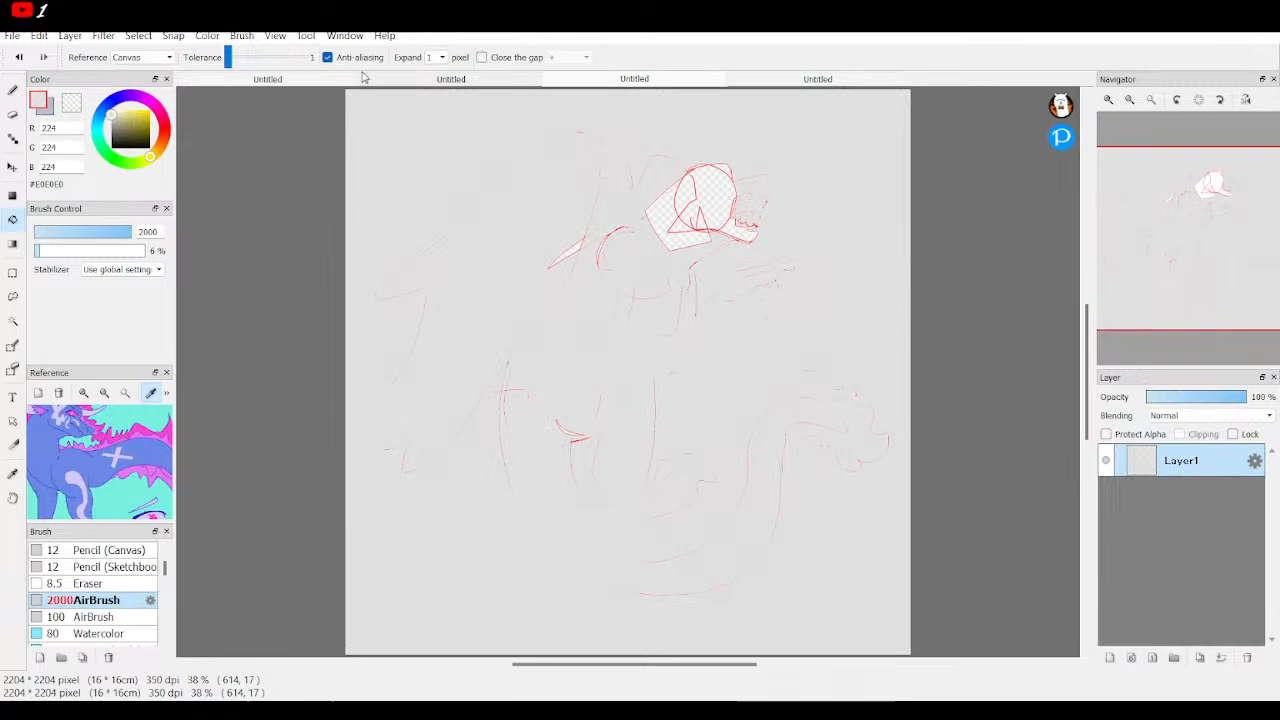 1
File Edit Layer Filter Select Snap Color Brush View Tool Window Help
Reference Canvas Tolerance 1 Anti-aliasing Expand 1 pixel Close the gap
Color Untitled Untitled Untitled Untitled Navigator
R 224
G 224
B 224
#E0E0E0
Brush Control
2000
6 %
Stabilizer Use global setting
Reference
Brush
12 Pencil (Canvas)
12 Pencil (Sketchboo
8.5 Eraser
2000 AirBrush
100 AirBrush
80 Watercolor
Layer
Opacity 100 %
Blending Normal
Protect Alpha Clipping Lock
Layer1
2204 * 2204 pixel (16 * 16cm) 350 dpi 38 % ( 614, 17 )
2204 * 2204 pixel (16 * 16cm) 350 dpi 38 % ( 614, 17 )